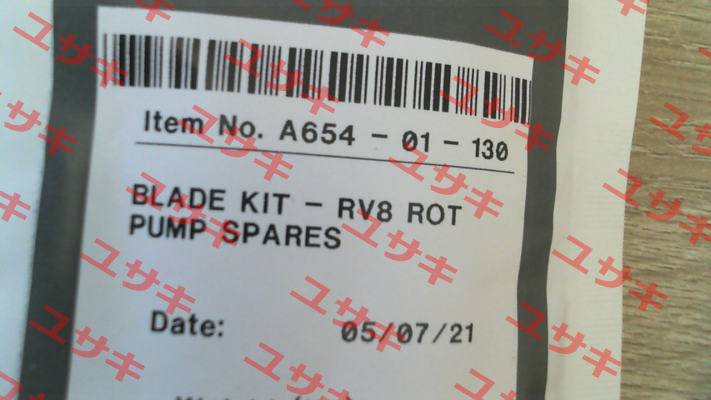 Item No. A654 - 01 - 130
BLADE KIT - RV8 ROT
PUMP SPARES
Date: 05/07/21
ユサキ